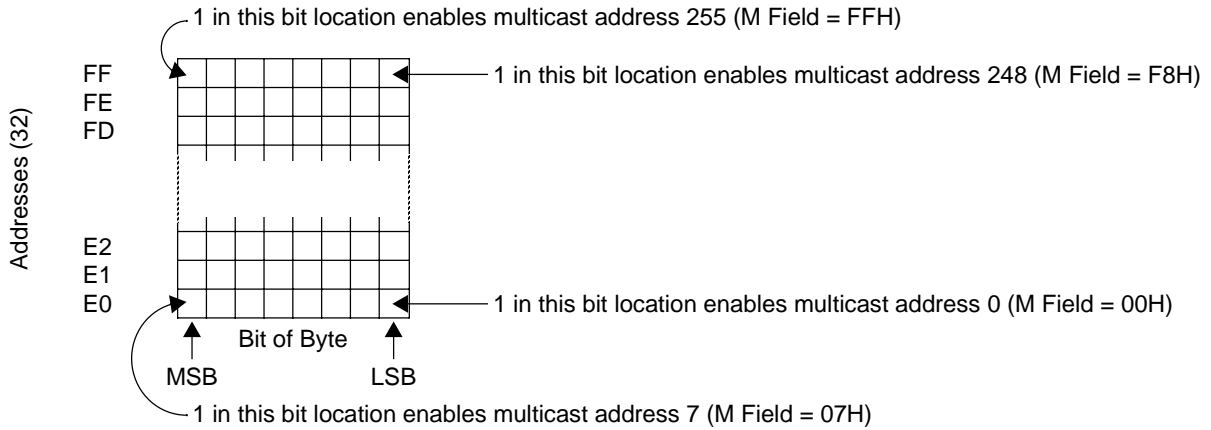 1 in this bit location enables multicast address 255 (M Field = FFH)
FF
1 in this bit location enables multicast address 248 (M Field = F8H)
FE
FD
Addresses (32)
E2
E1
E0
1 in this bit location enables multicast address 0 (M Field = 00H)
Bit of Byte
MSB
LSB
1 in this bit location enables multicast address 7 (M Field = 07H)